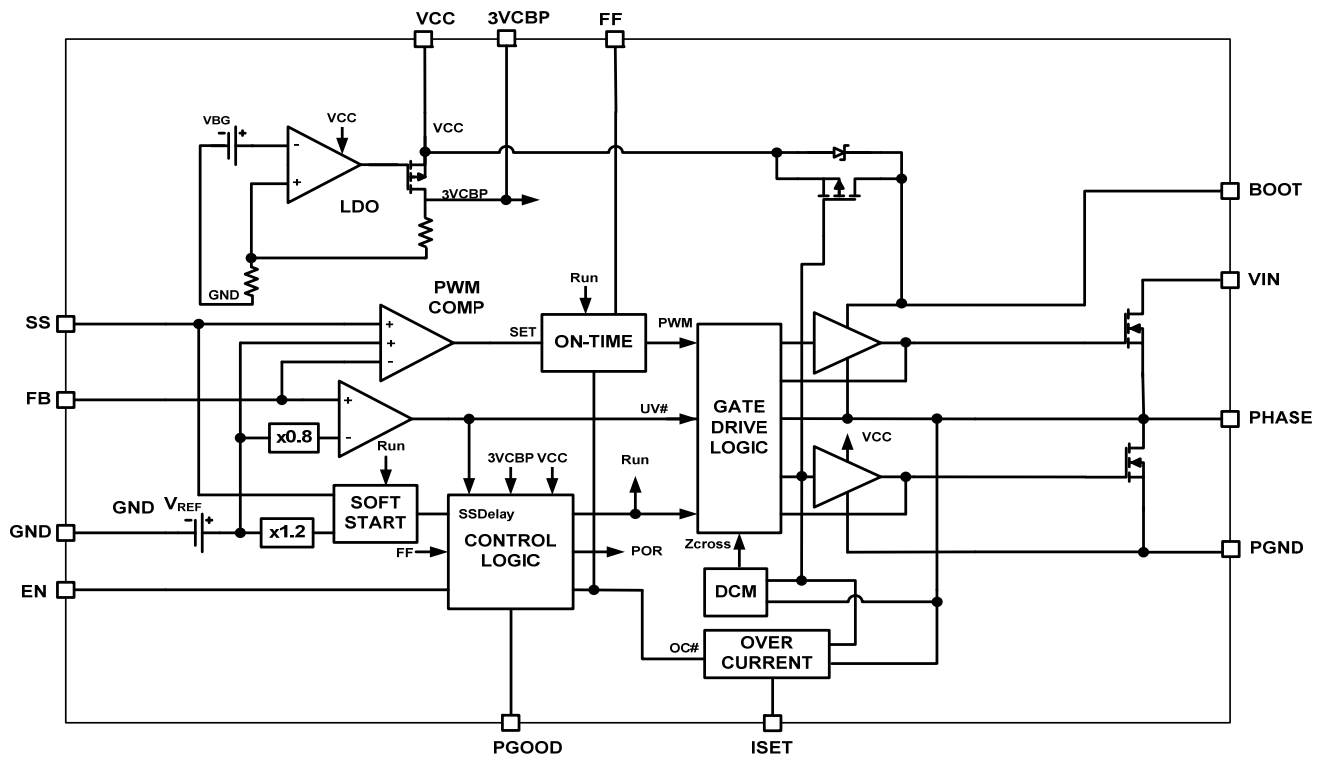 VCC
3VCBP
FF
VBG
- +
VCC
VCC
-
+
LDO
3VCBP
GND
BOOT
VIN
PWM
COMP
Run
SS
+
+
-
SET
ON-TIME
PWM
FB
+
-
x0.8
UV#
GATE
DRIVE
LOGIC
PHASE
VCC
Run
3VCBP VCC
Run
SOFT
START
SSDelay
CONTROL
LOGIC
GND
GND
VREF
- +
x1.2
FF
POR
Zcross
PGND
EN
DCM
OC#
OVER
CURRENT
PGOOD
ISET